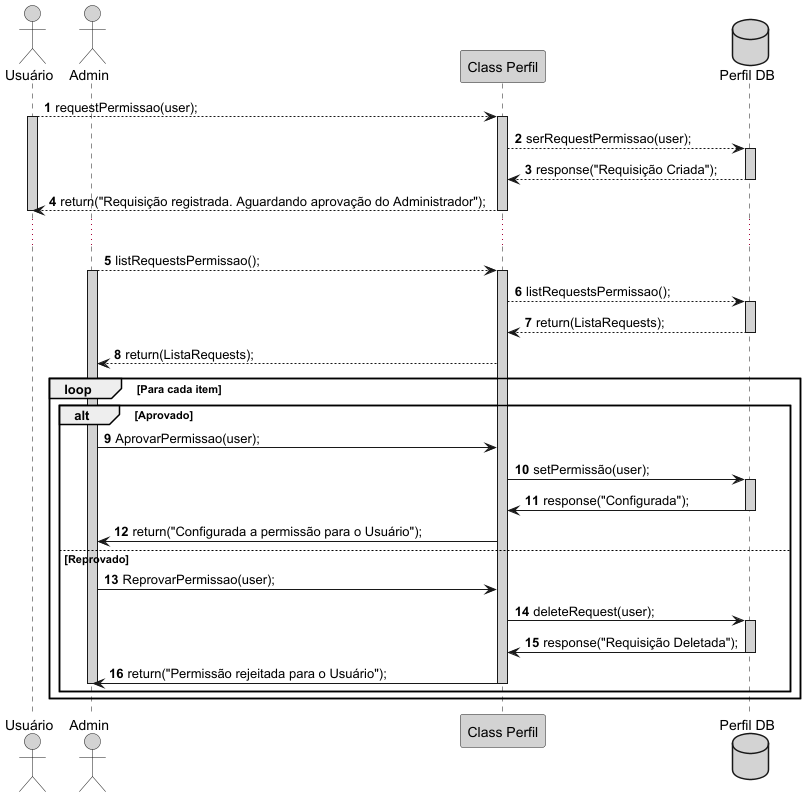 Usuário
Admin
Class Perfil
Perfil DB
1 requestPermissao(user);
2 serRequestPermissao(user);
3 response("Requisição Criada");
4 return("Requisição registrada. Aguardando aprovação do Administrador");
5 listRequestsPermissao();
6 listRequestsPermissao();
7 return(ListaRequests);
8 return(ListaRequests);
loop [Para cada item]
alt [Aprovado]
9 AprovarPermissao(user);
10 setPermissão(user);
11 response("Configurada");
12 return("Configurada a permissão para o Usuário");
[Reprovado]
13 ReprovarPermissao(user);
14 deleteRequest(user);
15 response("Requisição Deletada");
16 return("Permissão rejeitada para o Usuário");
Usuário
Admin
Class Perfil
Perfil DB